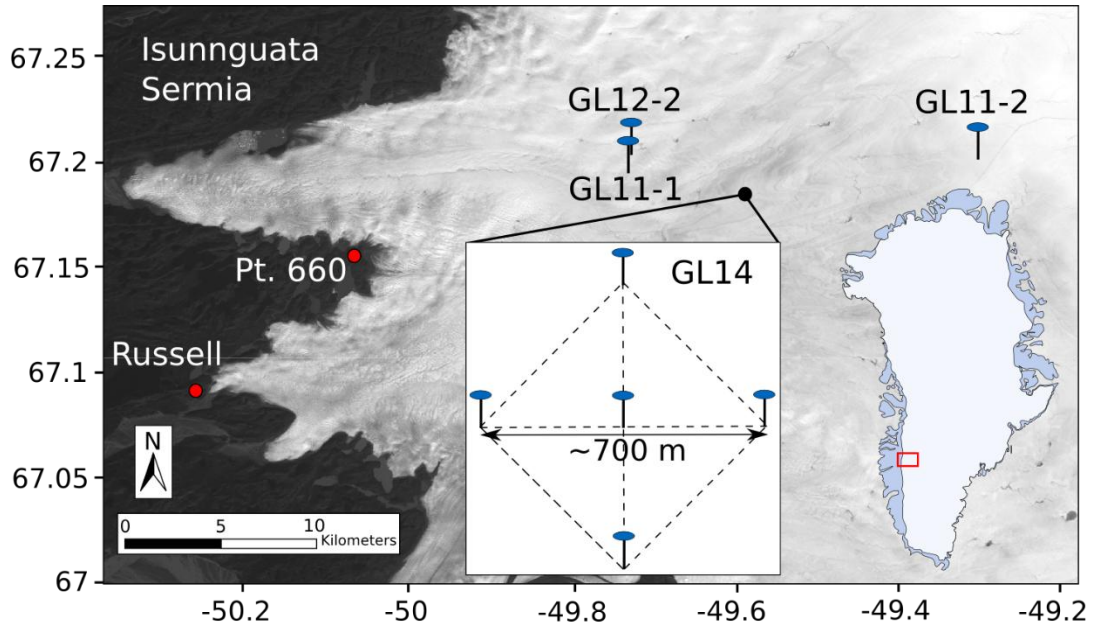 67.25
67.2
67.15
67.1
67.05
67
Isunnguata
Sermia
GL12-2
GL11-1
GL11-2
Pt. 660
GL14
Russell
~700 m
N
0 5 10
Kilometers
-50.2 -50 -49.8 -49.6 -49.4 -49.2